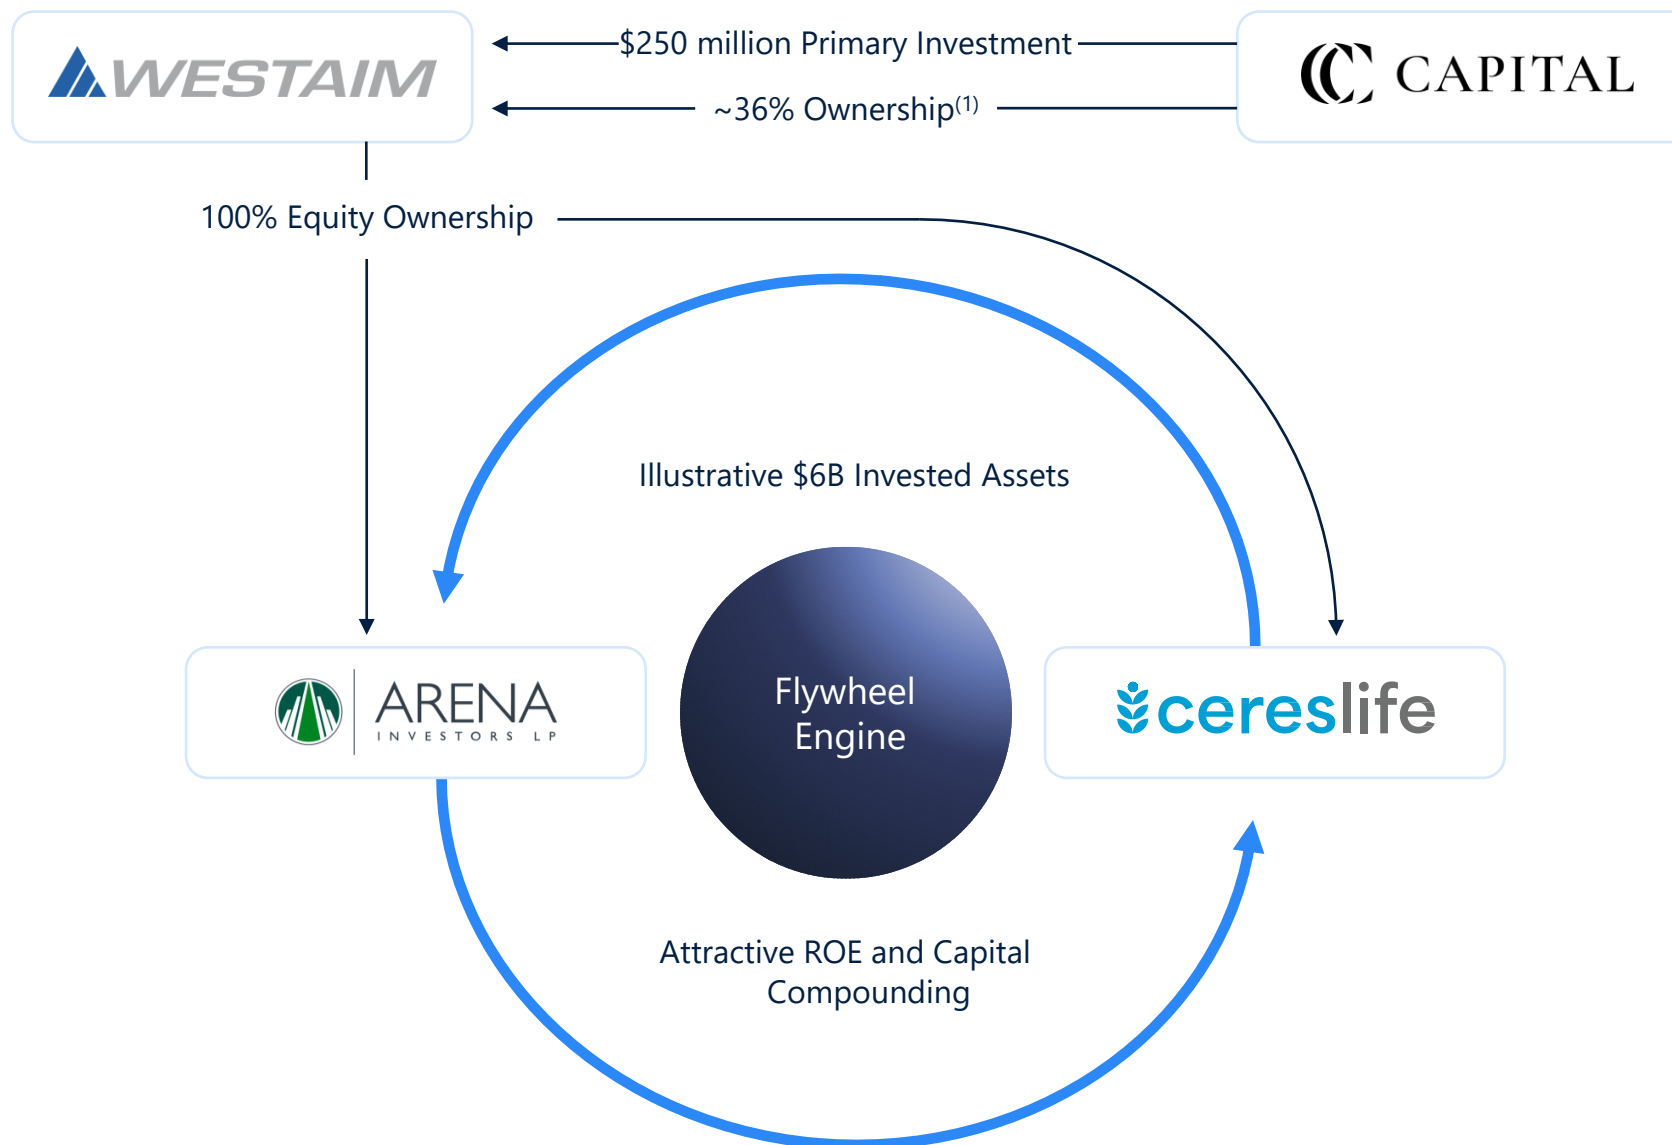 WESTAIM
$250 million Primary Investment
~36% Ownership(1)
CC CAPITAL
100% Equity Ownership
Illustrative $6B Invested Assets
ARENA
INVESTORS LP
Flywheel
Engine
cereslife
Attractive ROE and Capital
Compounding